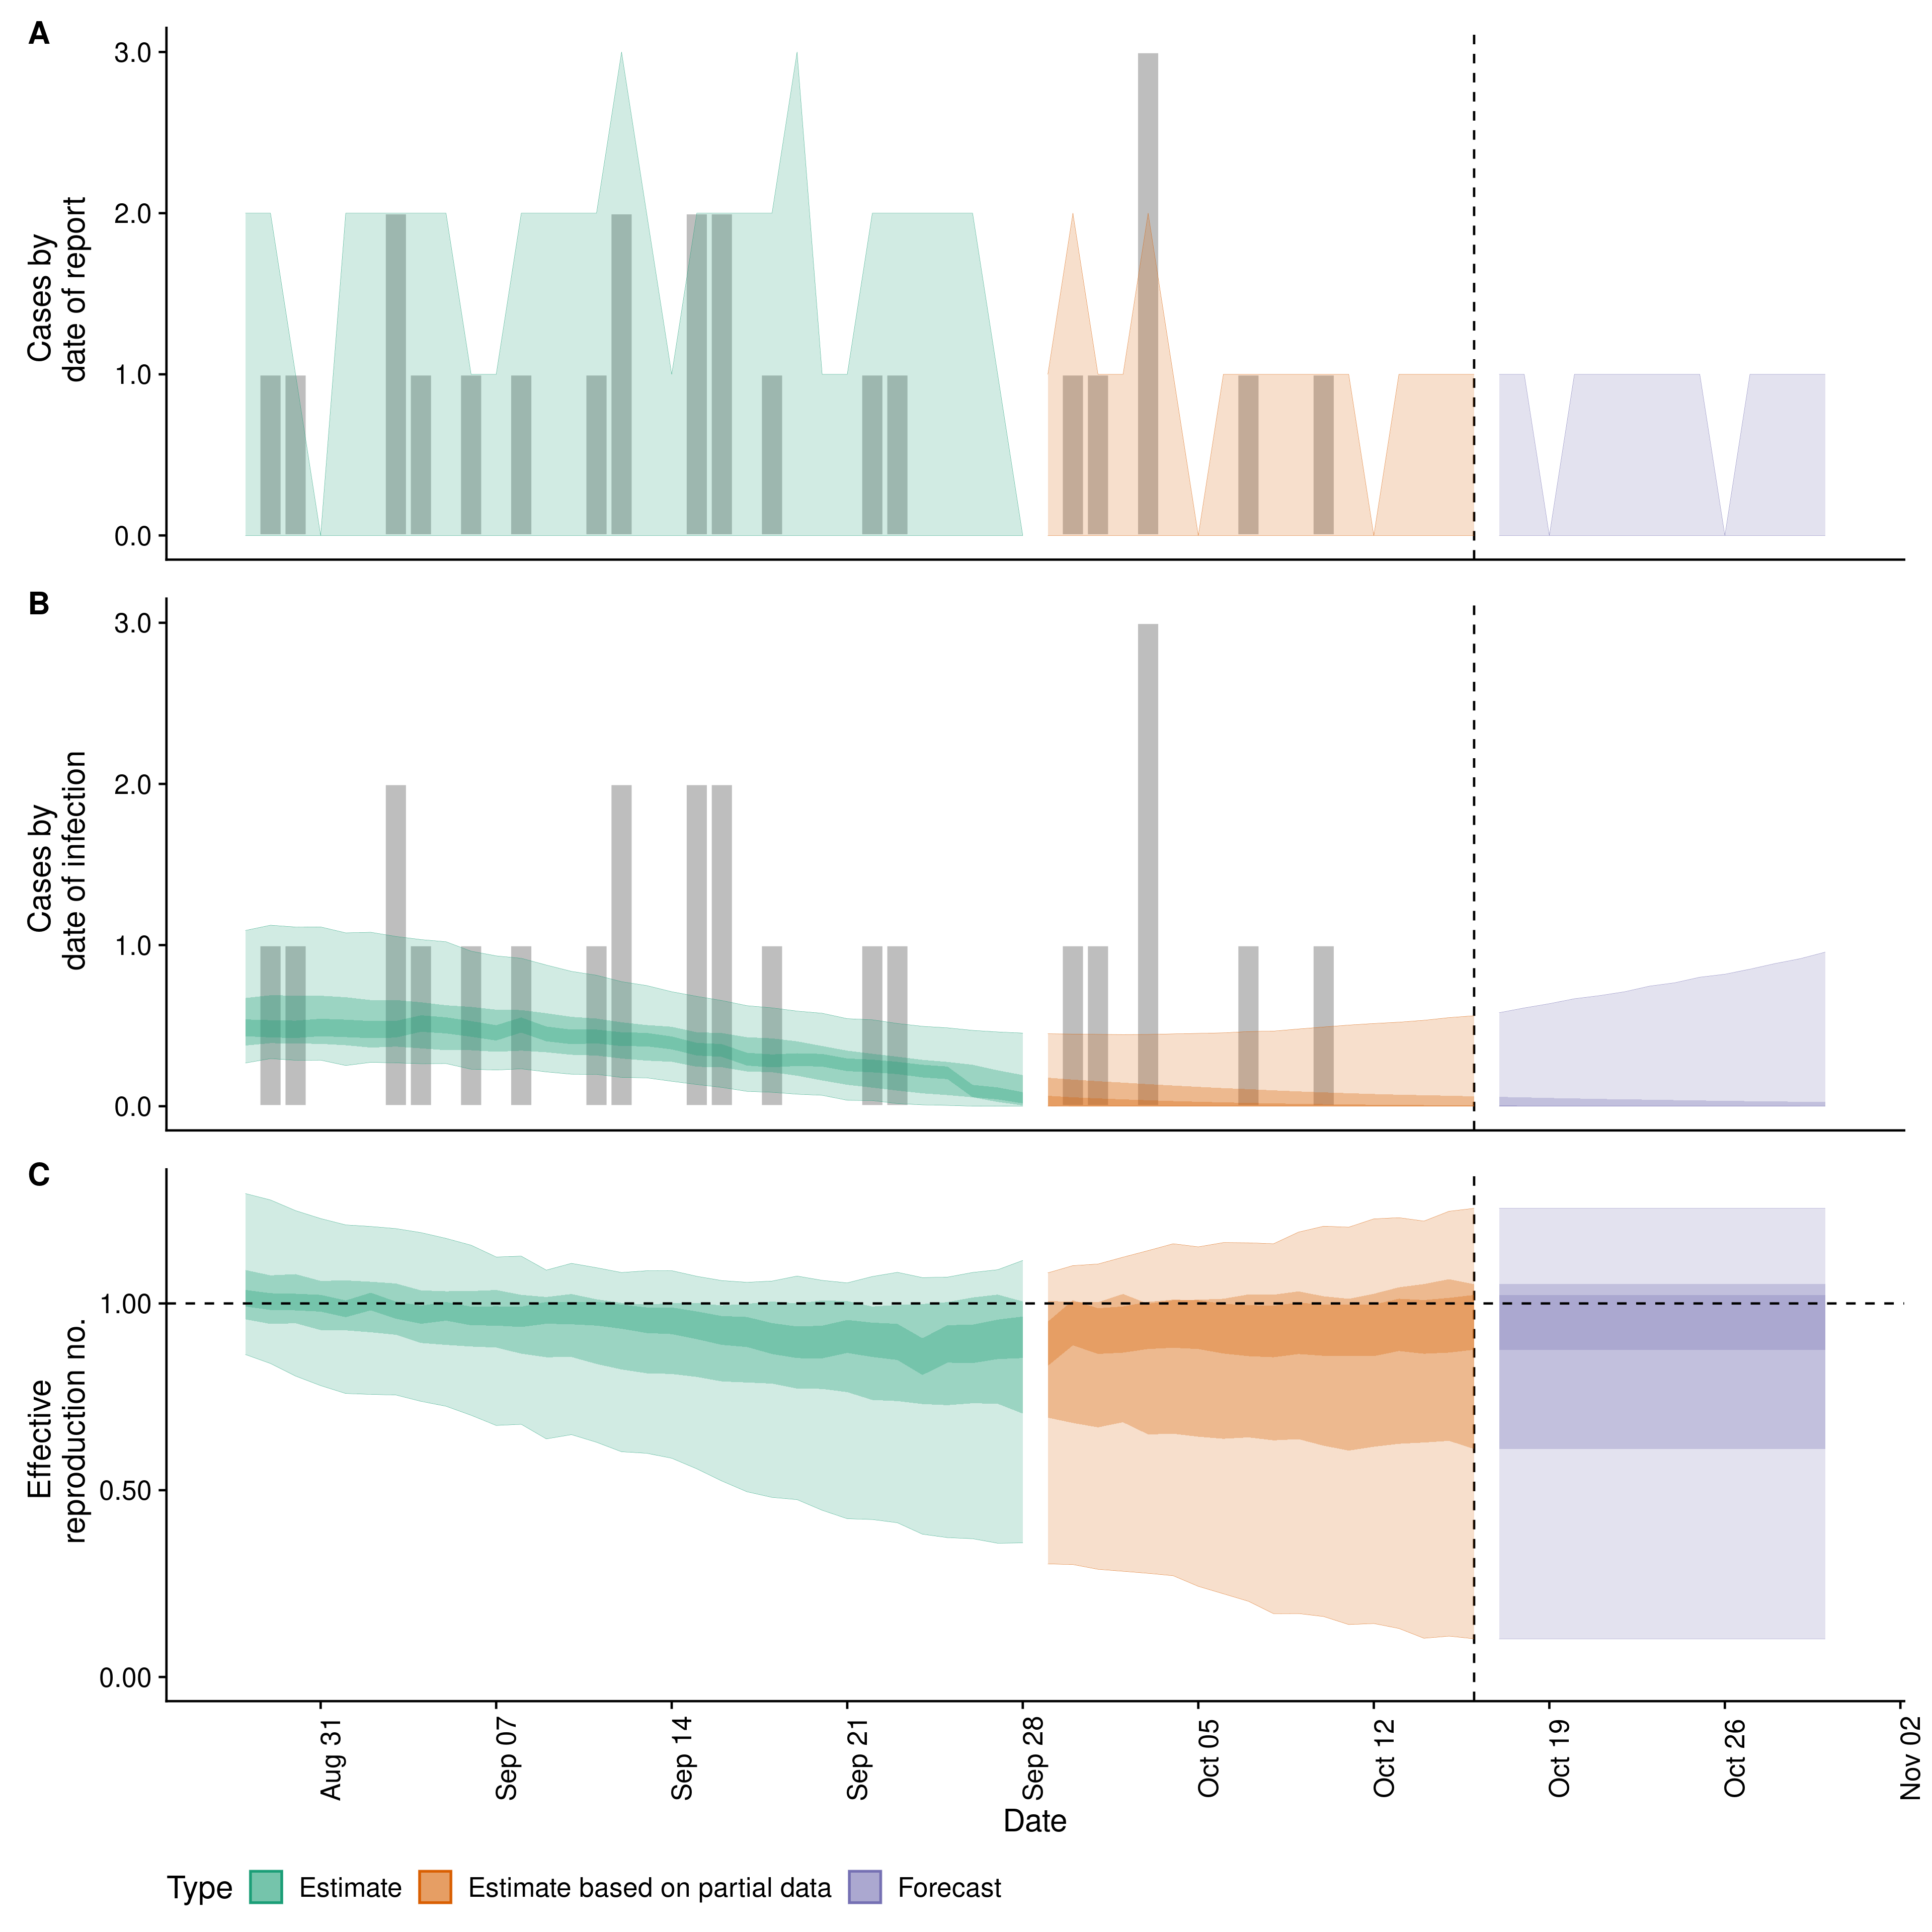 A
Cases by
date of report
3.0
2.0
1.0
0.0
B
Cases by
date of infection
3.0
2.0
1.0
0.0
C
Effective
reproduction no.
1.00
0.50
0.00
Aug 31
Sep 07
Sep 14
Sep 21
Sep 28
Oct 05
Oct 12
Oct 19
Oct 26
Nov 02
Date
Type Estimate Estimate based on partial data Forecast